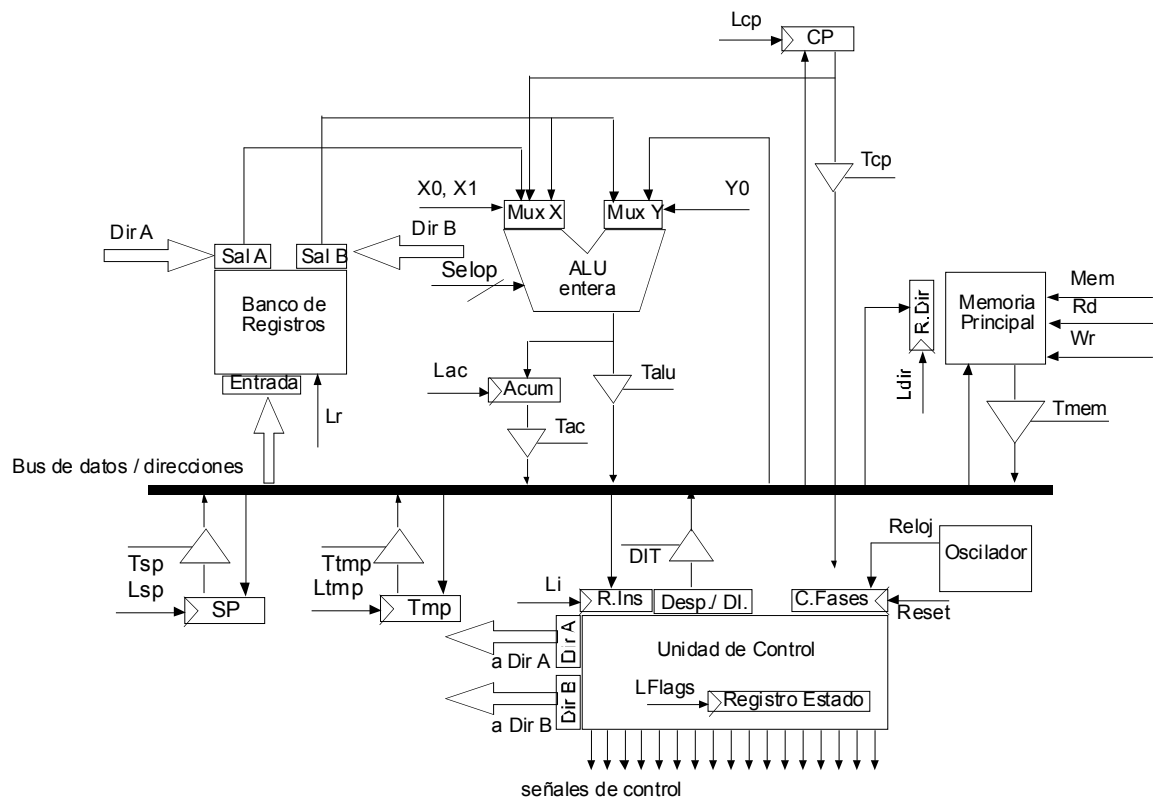 Lcp
CP
Tcp
X0, X1
Y0
Mux X
Mux Y
Dir A
Dir B
Sal A
Sal B
Selop
ALU
entera
Banco de
Registros
R.Dir
Memoria
Principal
Mem
Rd
Wr
Entrada
Lac
Acum
Talu
Ldir
Lr
Tac
Tmem
Bus de datos / direcciones
Reloj
Oscilador
Tsp
Lsp
SP
Ttmp
Ltmp
Tmp
DIT
Li
R.Ins
Desp./ DI.
C.Fases
Reset
Dir A
a Dir A
Unidad de Control
Dir B
a Dir B
LFlags
Registro Estado
señales de control